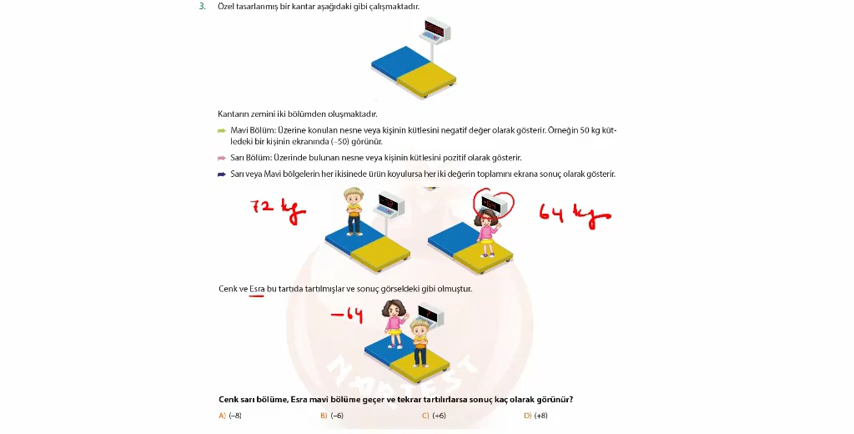 3. Özel tasarlanmış bir kantar aşağıdaki gibi çalışmaktadır.
Kantarın zemini iki bölümden oluşmaktadır.
Mavi Bölüm: Üzerine konulan nesne veya kişinin kütlesini negatif değer olarak gösterir. Örneğin 50 kg küt-
ledeki bir kişinin ekranında (–50) görünür.
Sarı Bölüm: Üzerinde bulunan nesne veya kişinin kütlesini pozitif olarak gösterir.
Sarı veya Mavi bölgelerin her ikisinede ürün koyulursa her iki değerin toplamını ekrana sonuç olarak gösterir.
72 kg
64 kg
Cenk ve Esra bu tartıda tartılmışlar ve sonuç görseldeki gibi olmuştur.
–64
?
NARTEST
Cenk sarı bölüme, Esra mavi bölüme geçer ve tekrar tartılırlarsa sonuç kaç olarak görünür?
A) (–8) B) (–6) C) (+6) D) (+8)